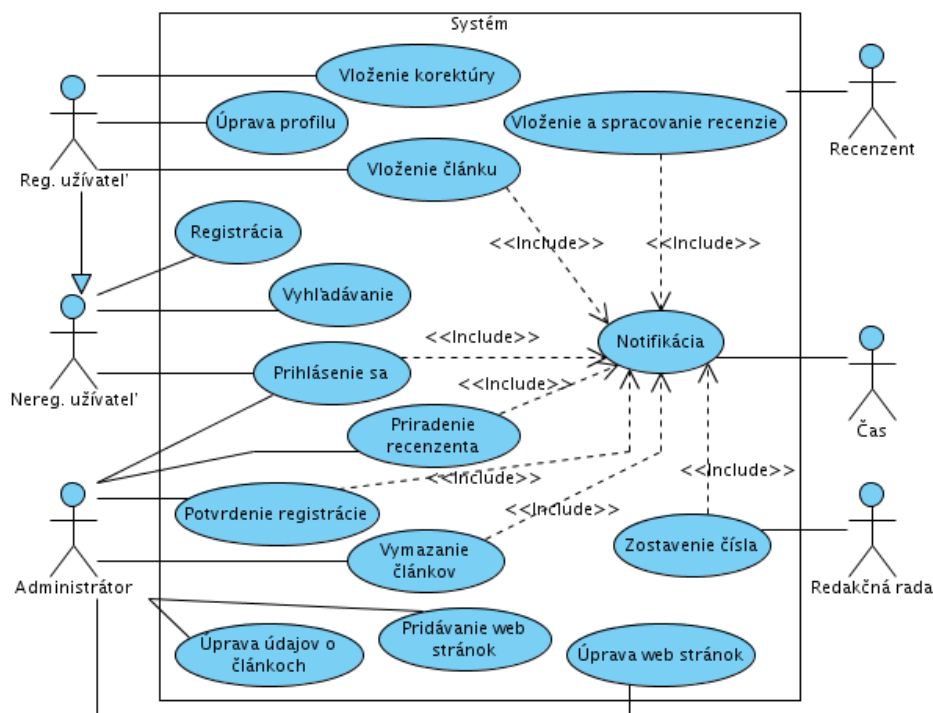 Systém
Vloženie korektúry
Úprava profilu
Vloženie a spracovanie recenzie
Recenzent
Reg. užívateľ
Vloženie článku
Registrácia
<<Include>>
<<Include>>
Vyhľadávanie
Nereg. užívateľ
<<Include>>
Notifikácia
Prihlásenie sa
<<Include>>
Čas
Priradenie
recenzenta
<<Include>>
<<Include>>
Potvrdenie registrácie
<<Include>>
Vymazanie
článkov
Zostavenie čísla
Administrátor
Redakčná rada
Úprava údajov o
článkoch
Pridávanie web
stránok
Úprava web stránok